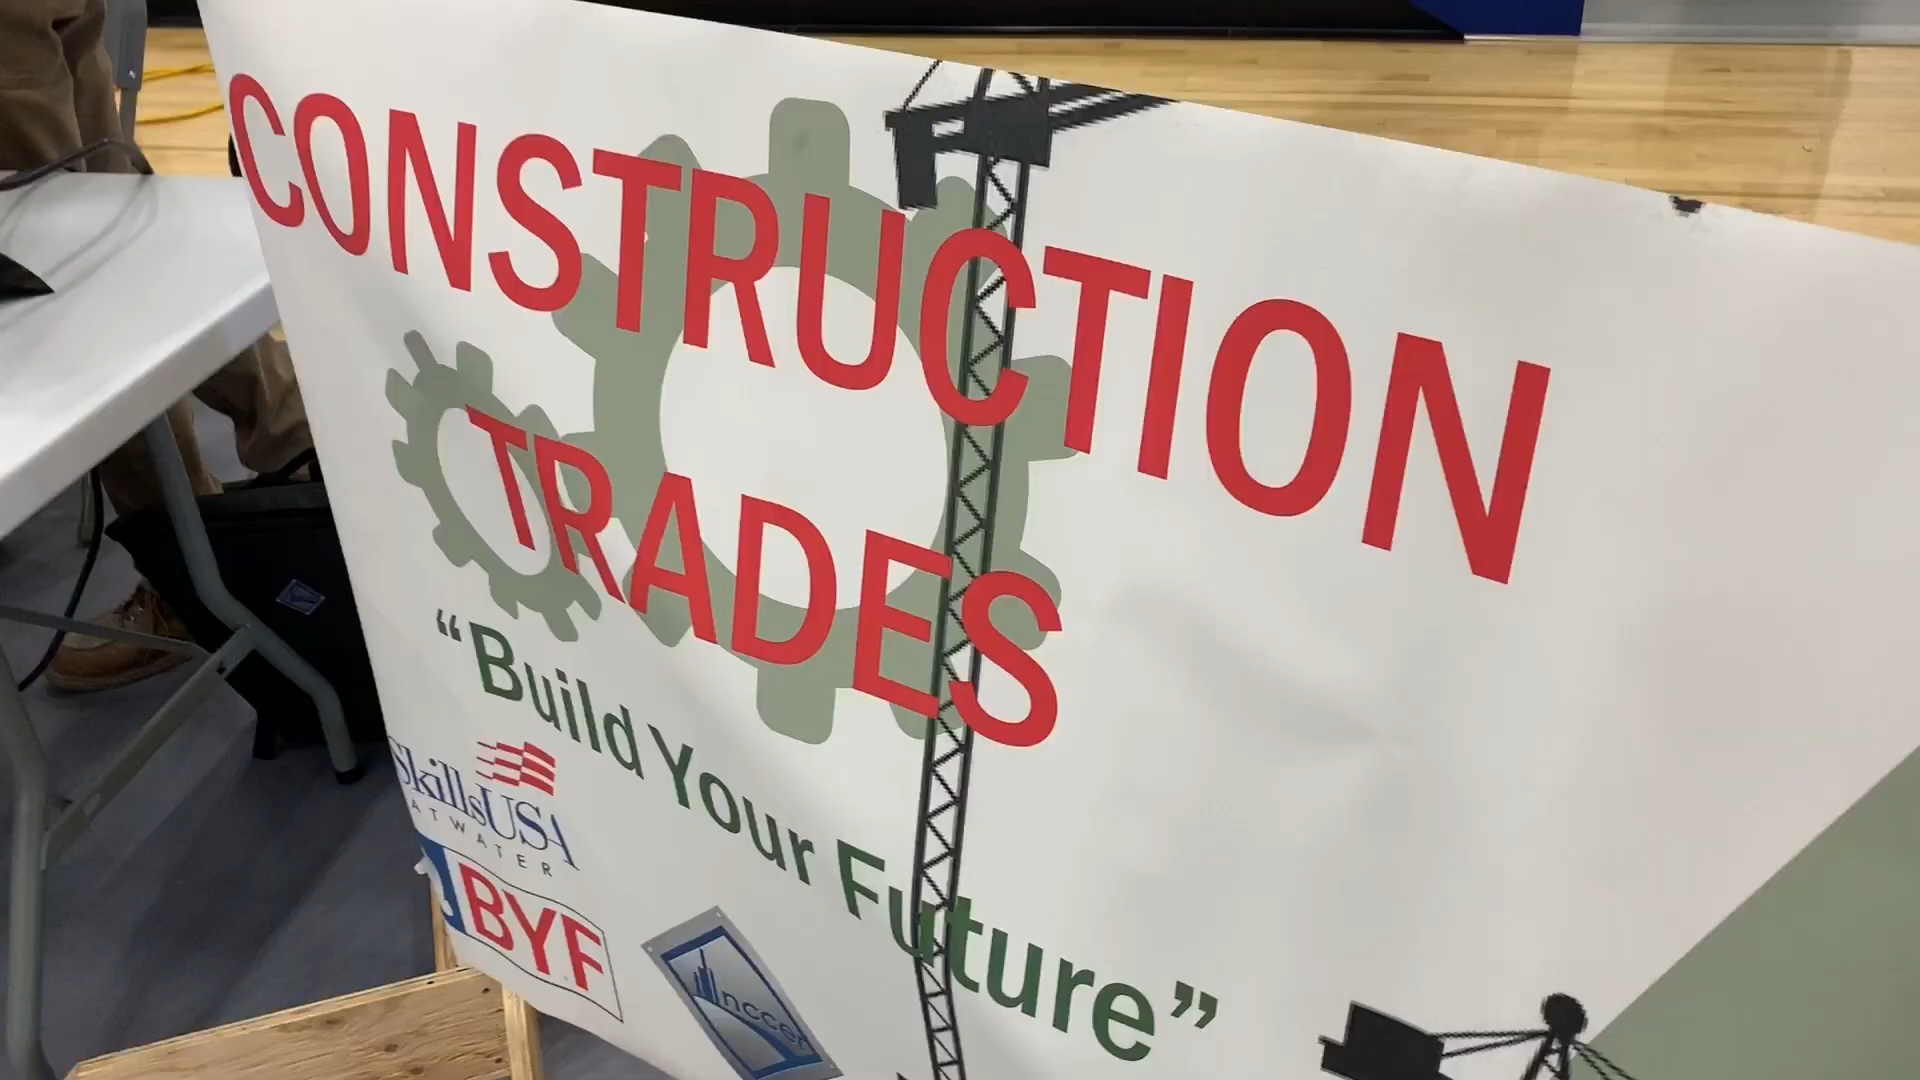 CONSTRUCTION
TRADES
“Build Your Future”
SkillsUSA
ATWATER
BYF
nccer